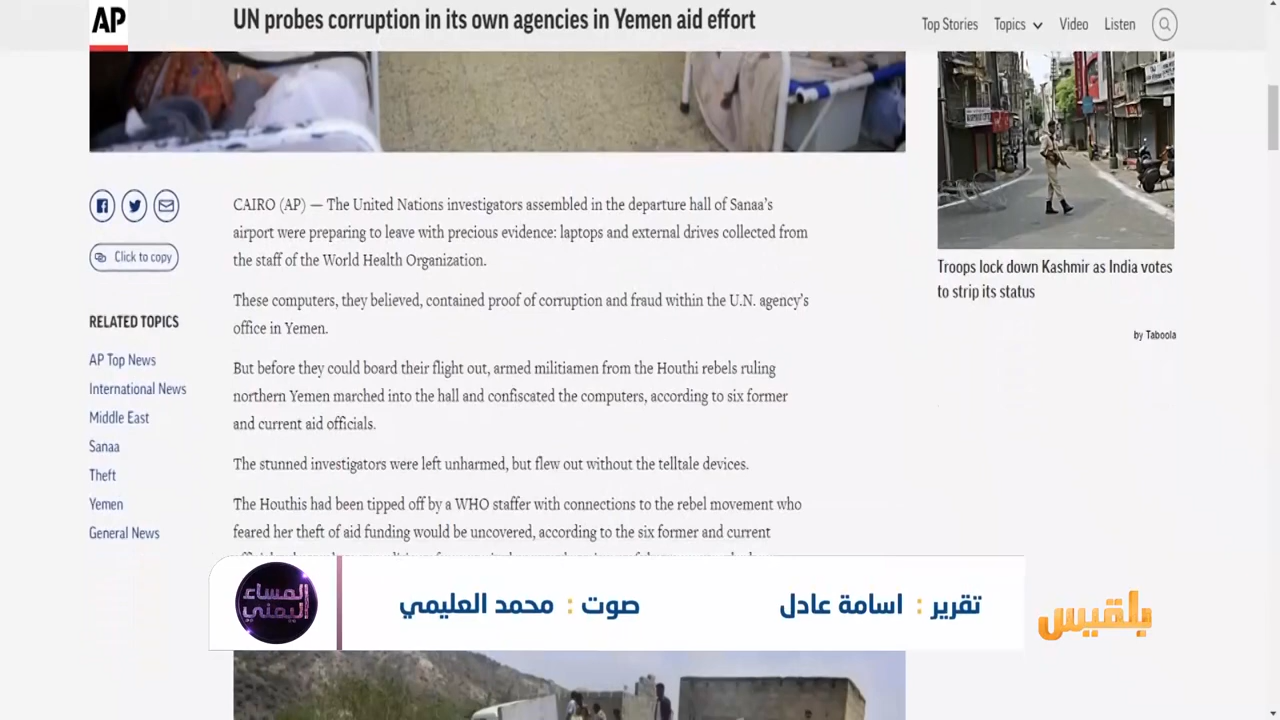 AP
UN probes corruption in its own agencies in Yemen aid effort
Top Stories Topics Video Listen
CAIRO (AP) — The United Nations investigators assembled in the departure hall of Sanaa's
airport were preparing to leave with precious evidence: laptops and external drives collected from
the staff of the World Health Organization.
These computers, they believed, contained proof of corruption and fraud within the U.N. agency's
office in Yemen.
But before they could board their flight out, armed militiamen from the Houthi rebels ruling
northern Yemen marched into the hall and confiscated the computers, according to six former
and current aid officials.
The stunned investigators were left unharmed, but flew out without the telltale devices.
The Houthis had been tipped off by a WHO staffer with connections to the rebel movement who
feared her theft of aid funding would be uncovered, according to the six former and current
Click to copy
RELATED TOPICS
AP Top News
International News
Middle East
Sanaa
Theft
Yemen
General News
Troops lock down Kashmir as India votes
to strip its status
by Taboola
تقرير : اسامة عادل
صوت : محمد العليمي
المساء
اليمني
بلقيس